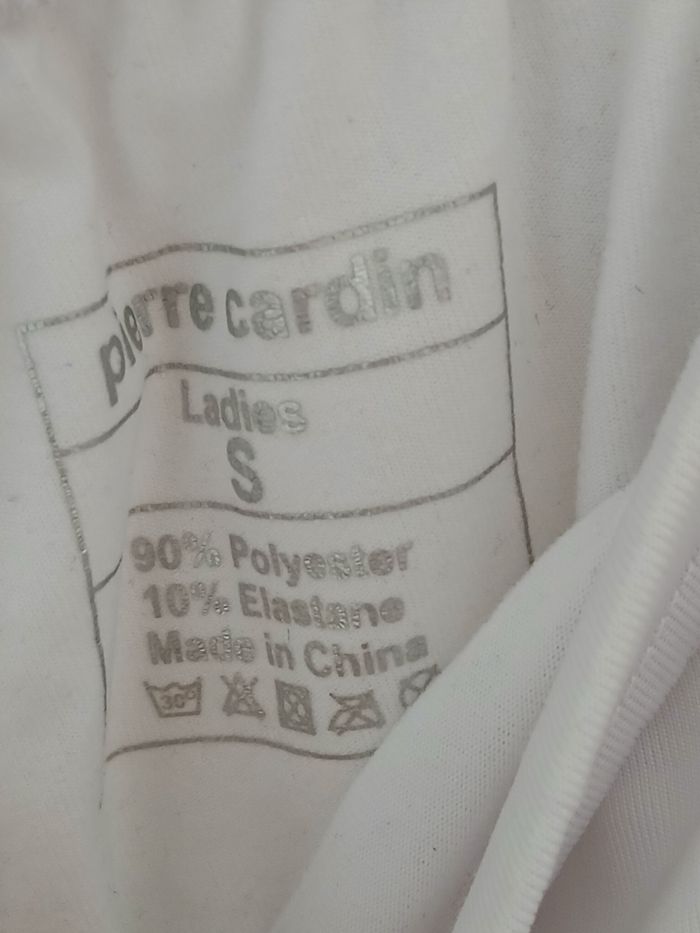 pierre cardin
Ladies
S
90% Polyester
10% Elastane
Made in China
30°